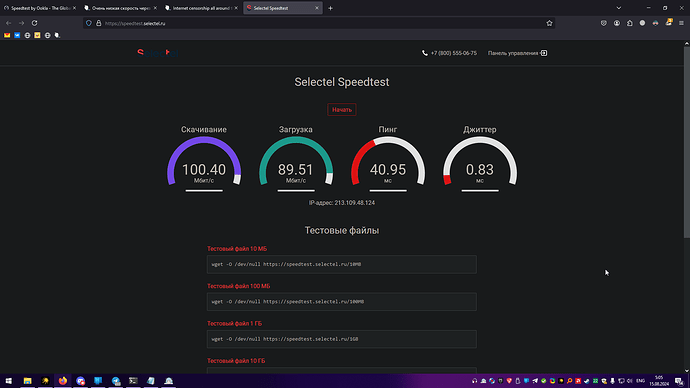 Speedtest by Ookla - The Global
Очень низкая скорость чере
Internet censorship all around t
Selectel Speedtest
https://speedtest.selectel.ru
+7 (800) 555-06-75
Панель управления
Selectel Speedtest
Начать
Скачивание
Загрузка
Пинг
Джиттер
100.40
89.51
40.95
0.83
Мбит/с
Мбит/с
мс
мс
IP-адрес: 213.109.48.124
Тестовые файлы
Тестовый файл 10 МБ
wget -O /dev/null https://speedtest.selectel.ru/10MB
Тестовый файл 100 МБ
wget -O /dev/null https://speedtest.selectel.ru/100MB
Тестовый файл 1 ГБ
wget -O /dev/null https://speedtest.selectel.ru/1GB
Тестовый файл 10 ГБ
ENG
5:05
15.08.2024